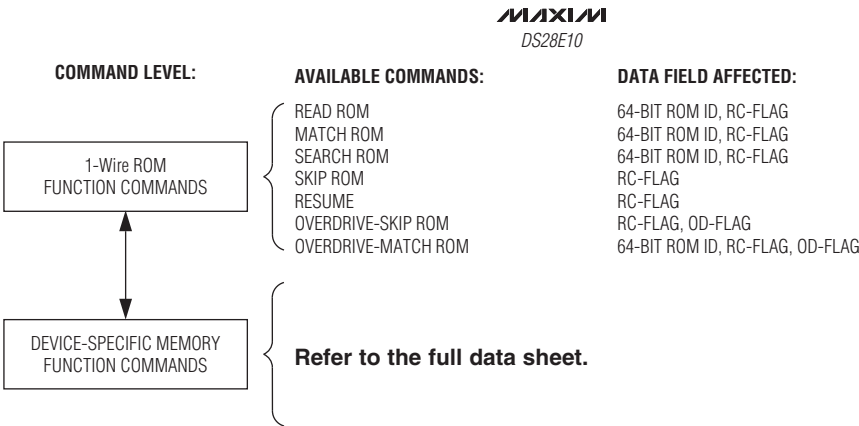 MAXIM
DS28E10
COMMAND LEVEL: AVAILABLE COMMANDS: DATA FIELD AFFECTED:
1-Wire ROM
FUNCTION COMMANDS
READ ROM 64-BIT ROM ID, RC-FLAG
MATCH ROM 64-BIT ROM ID, RC-FLAG
SEARCH ROM 64-BIT ROM ID, RC-FLAG
SKIP ROM RC-FLAG
RESUME RC-FLAG
OVERDRIVE-SKIP ROM RC-FLAG, OD-FLAG
OVERDRIVE-MATCH ROM 64-BIT ROM ID, RC-FLAG, OD-FLAG
DEVICE-SPECIFIC MEMORY
FUNCTION COMMANDS
Refer to the full data sheet.